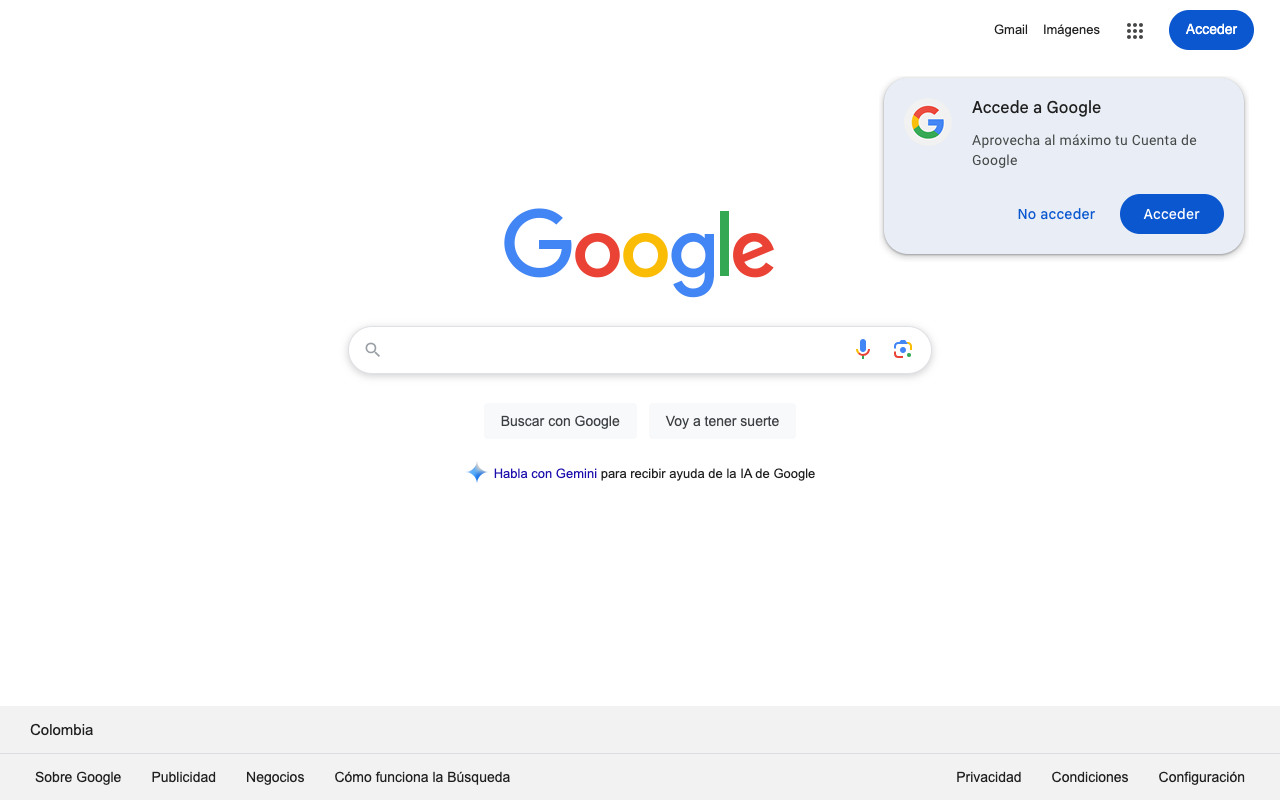 Gmail
Imágenes
Acceder
Accede a Google
Aprovecha al máximo tu Cuenta de
Google
No acceder
Acceder
Google
Buscar con Google
Voy a tener suerte
Habla con Gemini para recibir ayuda de la IA de Google
Colombia
Sobre Google
Publicidad
Negocios
Cómo funciona la Búsqueda
Privacidad
Condiciones
Configuración